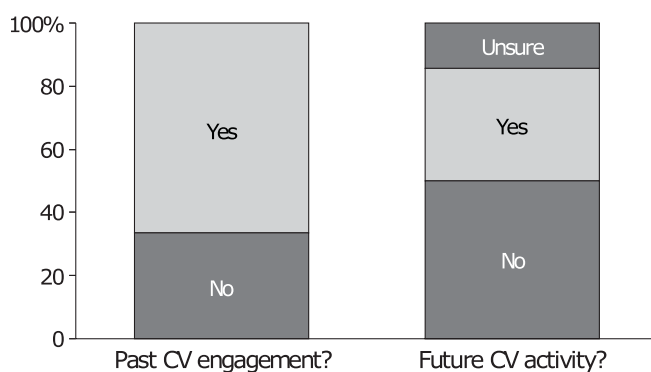 100%
80
60
40
20
0
Yes
No
Unsure
Yes
No
Past CV engagement?
Future CV activity?